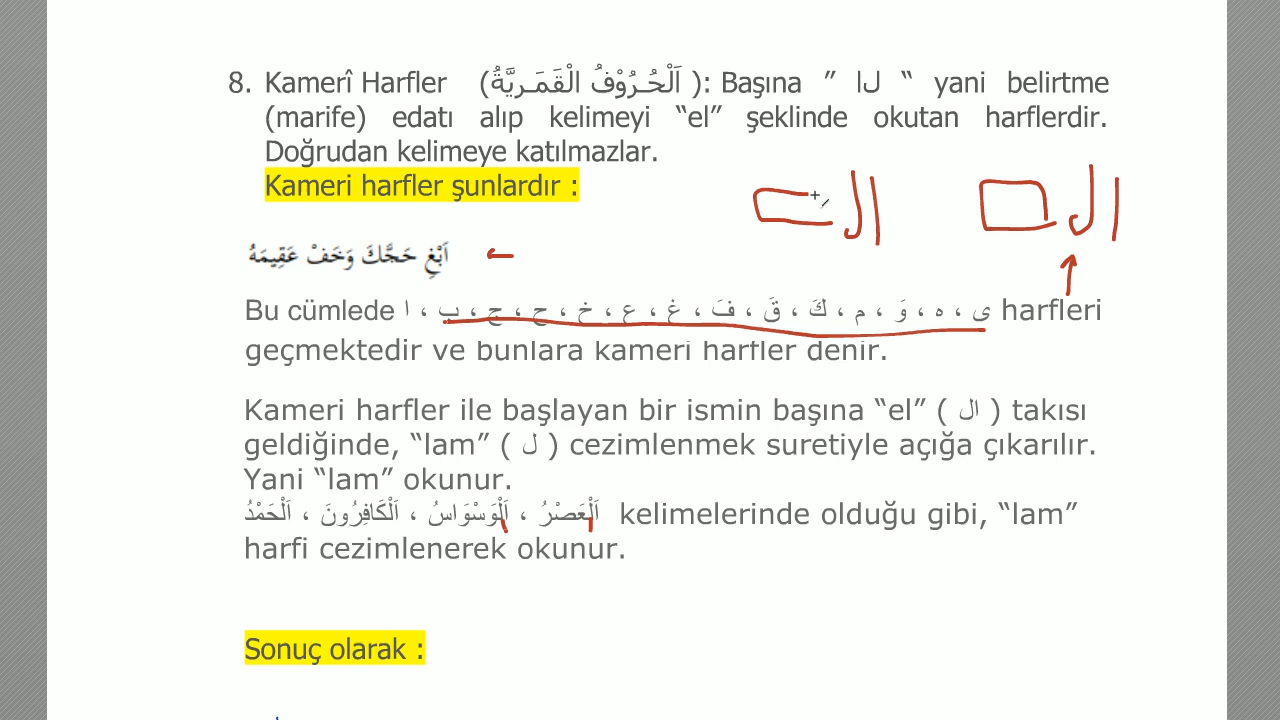 8. Kamerî Harfler (اَلْحُـرُوْفُ الْقَمَـرِيَّةُ ): Başına ” لا “ yani belirtme
(marife) edatı alıp kelimeyi “el” şeklinde okutan harflerdir.
Doğrudan kelimeye katılmazlar.
Kameri harfler şunlardır :
ال ال
اَبْغِ حَجَّكَ وَخَفْ عَقِيمَهُ
Bu cümlede ا ، ب ، ج ، ح ، خ ، ع ، غ ، فَ ، قَ ، كَ ، م ، وَ ، ه ، ى harfleri
geçmektedir ve bunlara kameri harfler denir.
Kameri harfler ile başlayan bir ismin başına “el” ( ال ) takısı
geldiğinde, “lam” ( ل ) cezimlenmek suretiyle açığa çıkarılır.
Yani “lam” okunur.
اَلْعَصْرُ ، اَلْوَسْوَاسُ ، اَلْكَافِرُونَ ، اَلْحَمْدُ kelimelerinde olduğu gibi, “lam”
harfi cezimlenerek okunur.
Sonuç olarak :